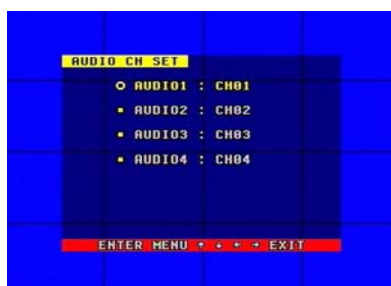 AUDIO CH SET
AUDIO1 : CH01
AUDIO2 : CH02
AUDIO3 : CH03
AUDIO4 : CH04
ENTER MENU ↑ ↓ ← → EXIT